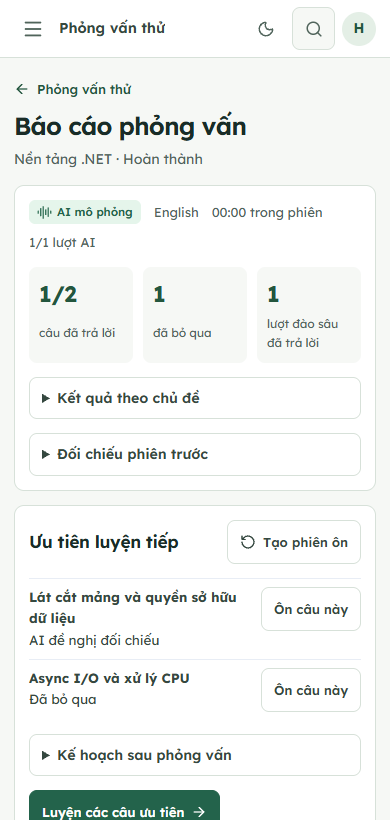 Phỏng vấn thử
H
Phỏng vấn thử
Báo cáo phỏng vấn
Nền tảng .NET · Hoàn thành
AI mô phỏng English 00:00 trong phiên
1/1 lượt AI
1/2
câu đã trả lời
1
đã bỏ qua
1
lượt đào sâu
đã trả lời
Kết quả theo chủ đề
Đối chiếu phiên trước
Ưu tiên luyện tiếp
Tạo phiên ôn
Lát cắt mảng và quyền sở hữu
dữ liệu
AI đề nghị đối chiếu
Ôn câu này
Async I/O và xử lý CPU
Đã bỏ qua
Ôn câu này
Kế hoạch sau phỏng vấn
Luyện các câu ưu tiên